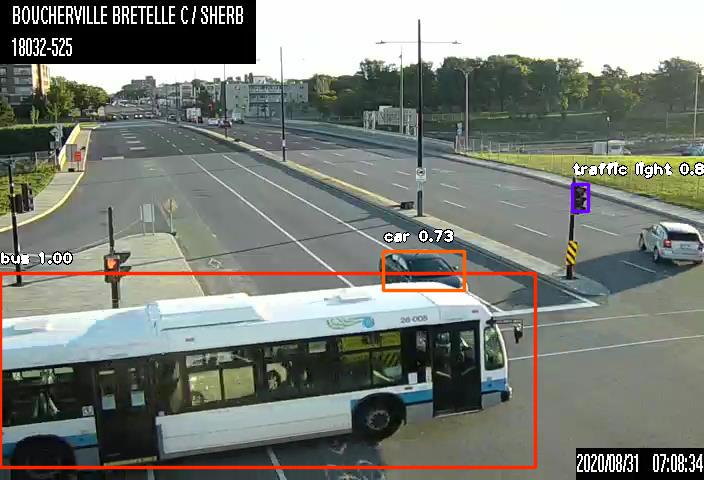 BOUCHERVILLE BRETELLE C / SHERB
18032-525
traffic light 0.8
car 0.73
bus 1.00
26-005
2020/08/31 07:08:34